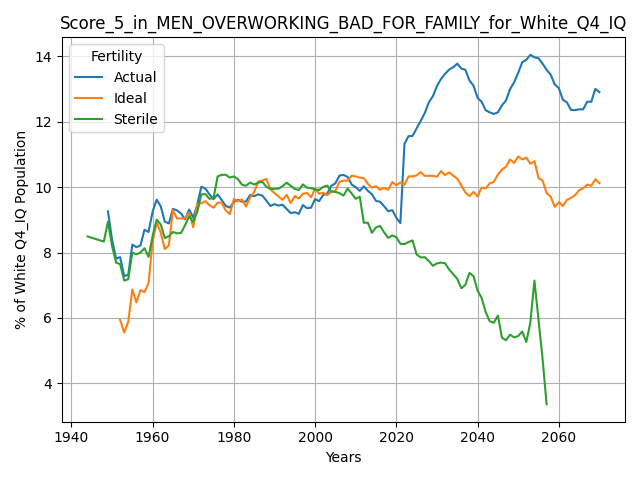 Score_5_in_MEN_OVERWORKING_BAD_FOR_FAMILY_for_White_Q4_IQ
Fertility
Actual
Ideal
Sterile
% of White Q4_IQ Population
14
12
10
8
6
4
1940 1960 1980 2000 2020 2040 2060
Years